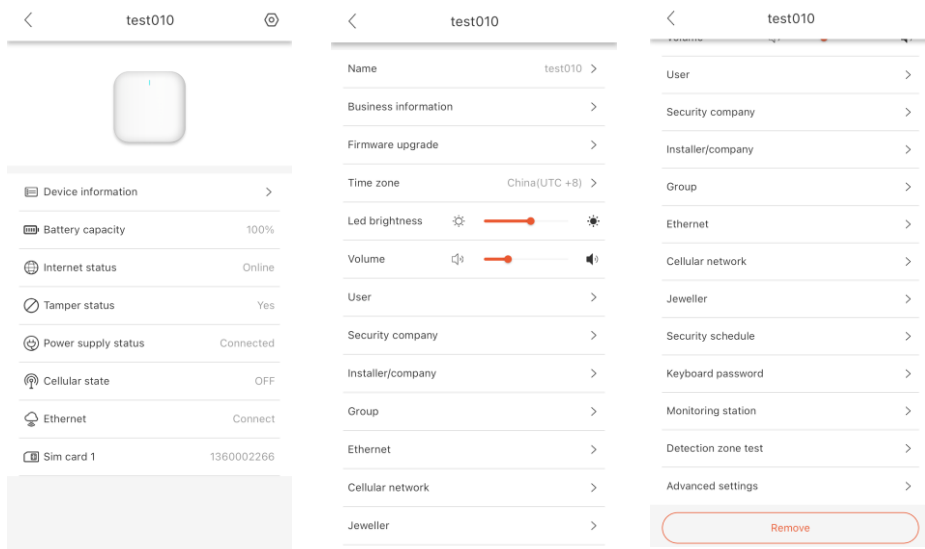 test010
Device information
Battery capacity 100%
Internet status Online
Tamper status Yes
Power supply status Connected
Cellular state OFF
Ethernet Connect
Sim card 1 1360002266
test010
Name test010
Business information
Firmware upgrade
Time zone China(UTC +8)
Led brightness
Volume
User
Security company
Installer/company
Group
Ethernet
Cellular network
Jeweller
test010
Volume
User
Security company
Installer/company
Group
Ethernet
Cellular network
Jeweller
Security schedule
Keyboard password
Monitoring station
Detection zone test
Advanced settings
Remove